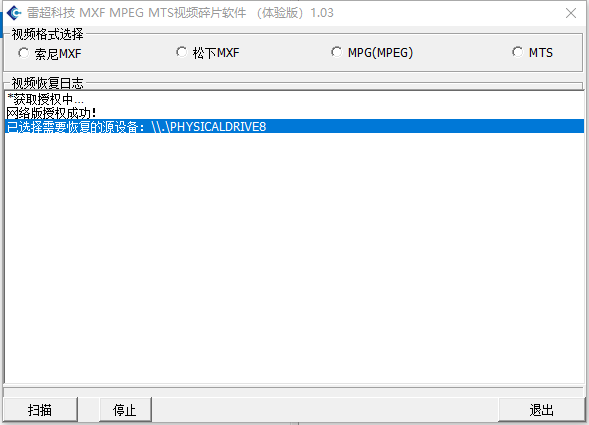 雷超科技 MXF MPEG MTS视频碎片软件 （体验版）1.03
视频格式选择
索尼MXF 松下MXF MPG(MPEG) MTS
视频恢复日志
*获取授权中...
网络版授权成功！
已选择需要恢复的源设备：\\.\PHYSICALDRIVE8
扫描 停止 退出